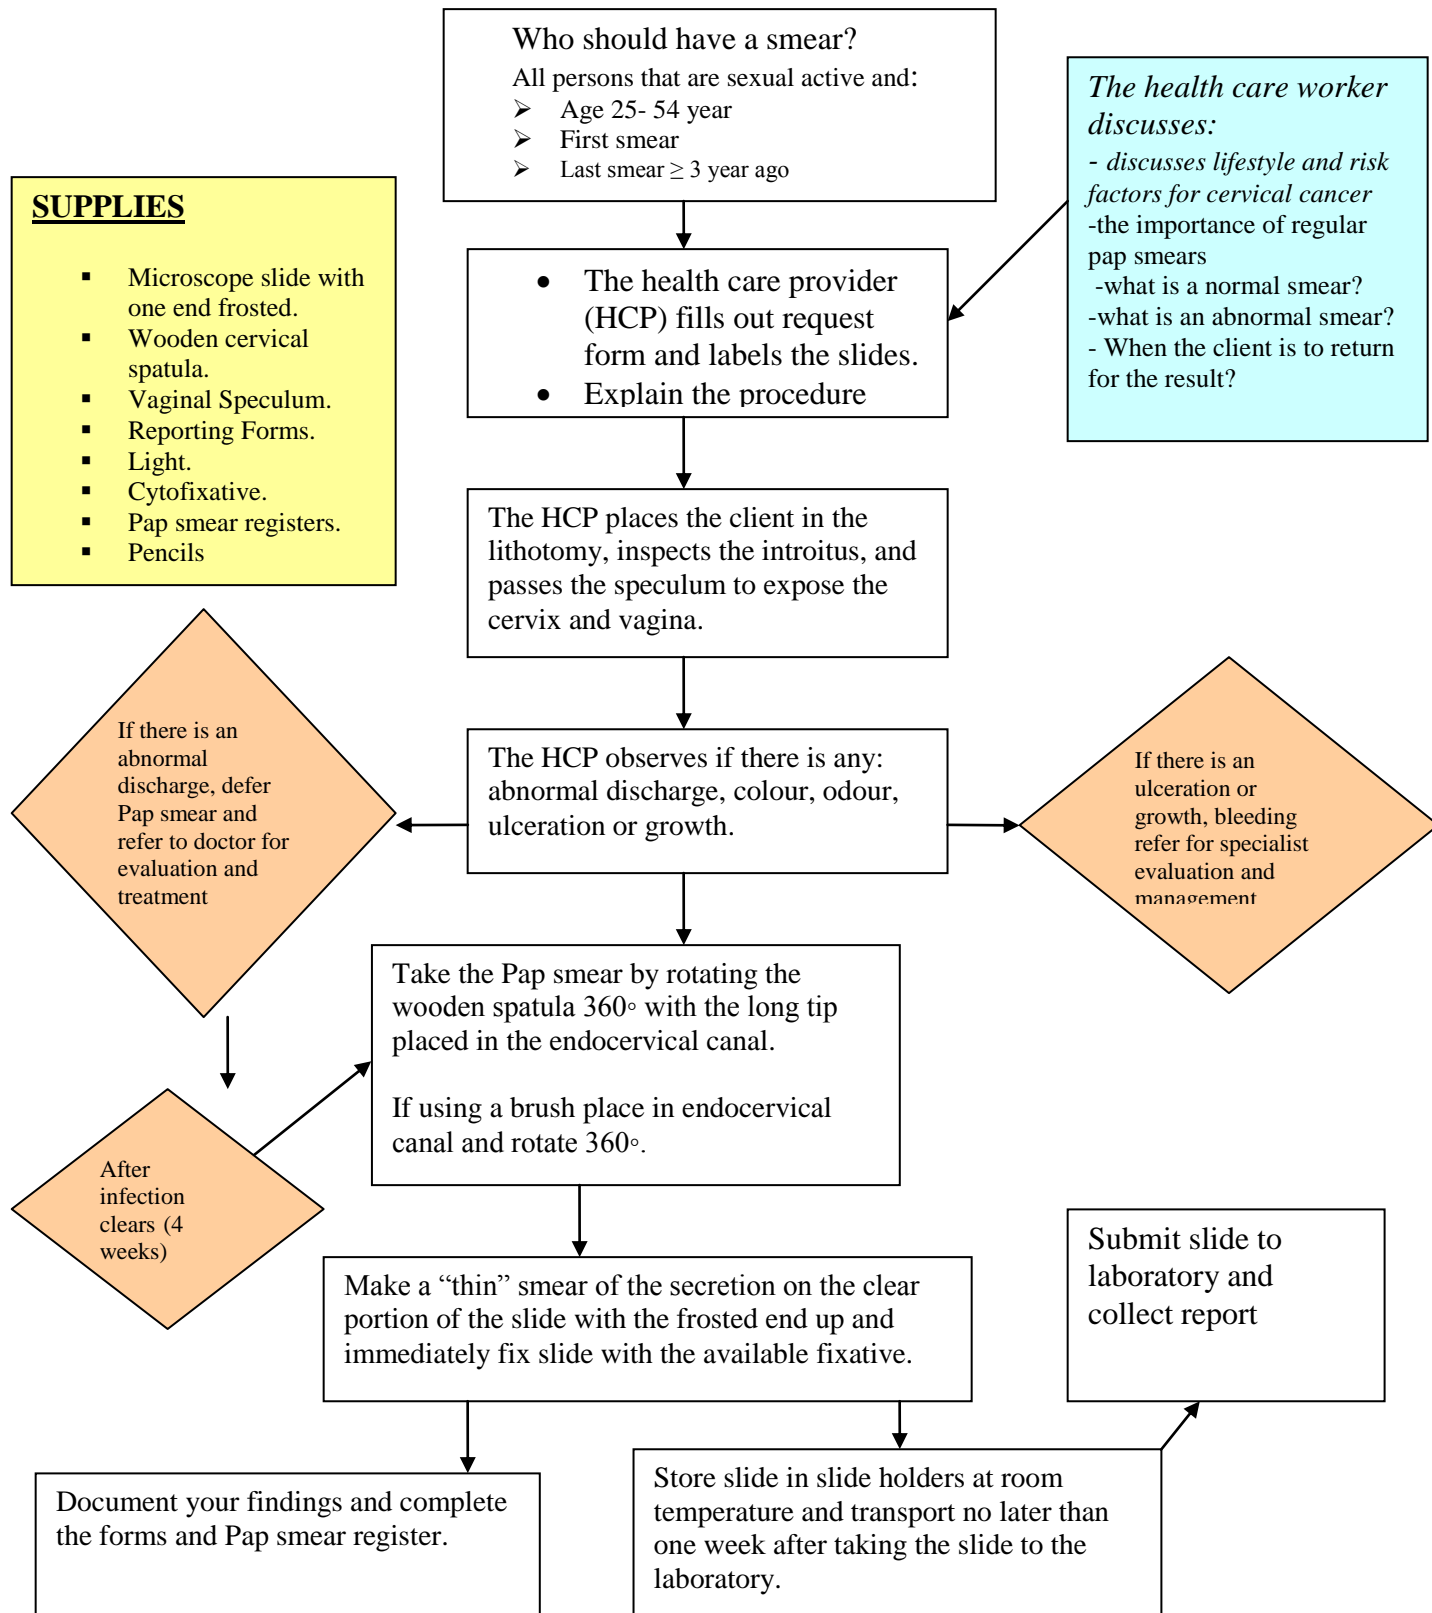 Who should have a smear?
All persons that are sexual active and:
➢ Age 25- 54 year
➢ First smear
➢ Last smear ≥ 3 year ago
The health care worker
discusses:
- discusses lifestyle and risk
factors for cervical cancer
-the importance of regular
pap smears
-what is a normal smear?
-what is an abnormal smear?
- When the client is to return
for the result?
SUPPLIES
▪ Microscope slide with
one end frosted.
▪ Wooden cervical
spatula.
▪ Vaginal Speculum.
▪ Reporting Forms.
▪ Light.
▪ Cytofixative.
▪ Pap smear registers.
▪ Pencils
• The health care provider
(HCP) fills out request
form and labels the slides.
• Explain the procedure
The HCP places the client in the
lithotomy, inspects the introitus, and
passes the speculum to expose the
cervix and vagina.
If there is an
abnormal
discharge, defer
Pap smear and
refer to doctor for
evaluation and
treatment
The HCP observes if there is any:
abnormal discharge, colour, odour,
ulceration or growth.
If there is an
ulceration or
growth, bleeding
refer for specialist
evaluation and
management
Take the Pap smear by rotating the
wooden spatula 360◦ with the long tip
placed in the endocervical canal.
If using a brush place in endocervical
canal and rotate 360◦.
After
infection
clears (4
weeks)
Submit slide to
laboratory and
collect report
Make a “thin” smear of the secretion on the clear
portion of the slide with the frosted end up and
immediately fix slide with the available fixative.
Document your findings and complete
the forms and Pap smear register.
Store slide in slide holders at room
temperature and transport no later than
one week after taking the slide to the
laboratory.